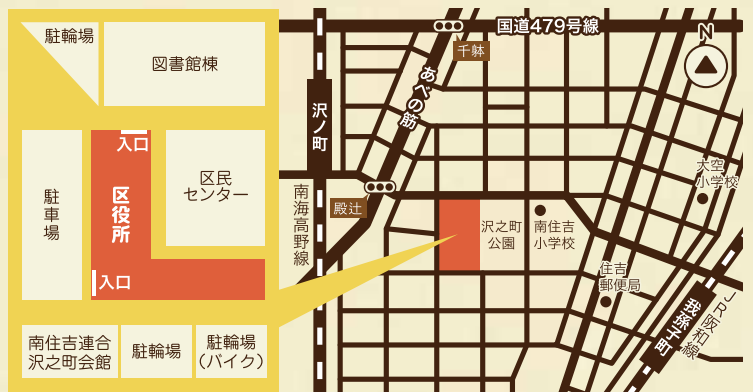 駐輪場
図書館棟
駐車場
入口
区役所
入口
区民
センター
南住吉連合
沢之町会館
駐輪場
駐輪場
（バイク）
国道479号線
千躰
あべの筋
N
沢ノ町
殿辻
南海高野線
沢之町
公園
南住吉
小学校
大空
小学校
住吉
郵便局
我孫子町
JR阪和線